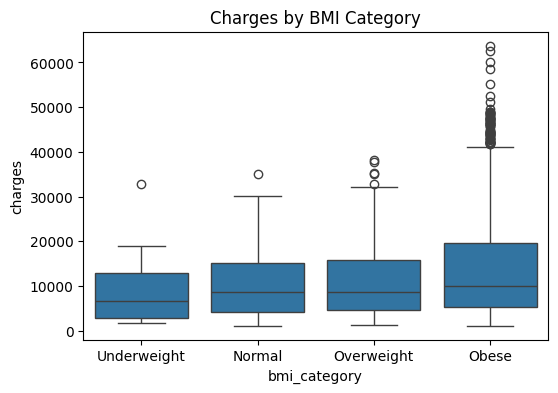 Charges by BMI Category
charges
60000
50000
40000
30000
20000
10000
0
Underweight Normal Overweight Obese
bmi_category